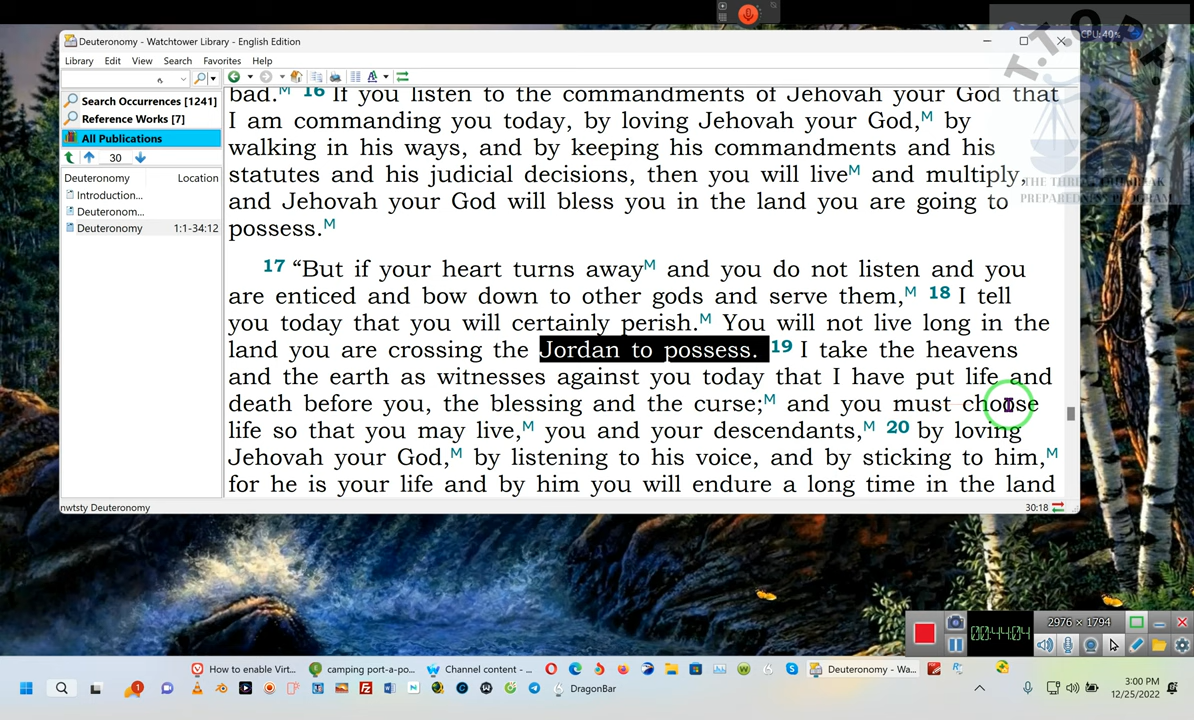 CPU:40%
T.T.O.P.P
THE THRIFT OUTBREAK
PREPAREDNESS PROGRAM
Deuteronomy - Watchtower Library - English Edition
Library Edit View Search Favorites Help
Search Occurrences [1241]
Reference Works [7]
All Publications
30
Deuteronomy Location
Introduction...
Deuteronom...
Deuteronomy 1:1-34:12
bad.M 16 If you listen to the commandments of Jehovah your God that
I am commanding you today, by loving Jehovah your God,M by
walking in his ways, and by keeping his commandments and his
statutes and his judicial decisions, then you will liveM and multiply,
and Jehovah your God will bless you in the land you are going to
possess.M
17 “But if your heart turns awayM and you do not listen and you
are enticed and bow down to other gods and serve them,M 18 I tell
you today that you will certainly perish.M You will not live long in the
land you are crossing the Jordan to possess. 19 I take the heavens
and the earth as witnesses against you today that I have put life and
death before you, the blessing and the curse;M and you must choose
life so that you may live,M you and your descendants,M 20 by loving
Jehovah your God,M by listening to his voice, and by sticking to him,M
for he is your life and by him you will endure a long time in the land
nwtsty Deuteronomy 30:18
2976 × 1794
00:44:04
How to enable Virt... camping port-a-po... Channel content - ... Deuteronomy - Wa...
1
DragonBar
3:00 PM
12/25/2022